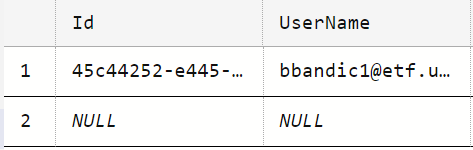 Id UserName
1 45c44252-e445-… bbandic1@etf.u…
2 NULL NULL